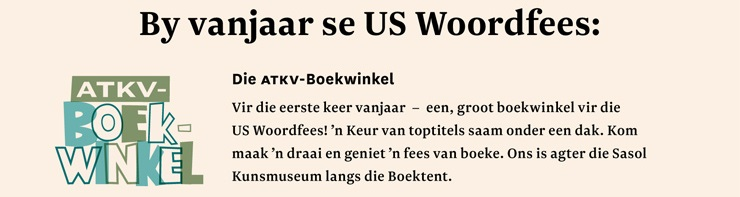 By vanjaar se US Woordfees:
ATKV-
BOEK-
WINKEL
Die ATKV-Boekwinkel
Vir die eerste keer vanjaar – een, groot boekwinkel vir die
US Woordfees! ’n Keur van toptitels saam onder een dak. Kom
maak ’n draai en geniet ’n fees van boeke. Ons is agter die Sasol
Kunsmuseum langs die Boektent.